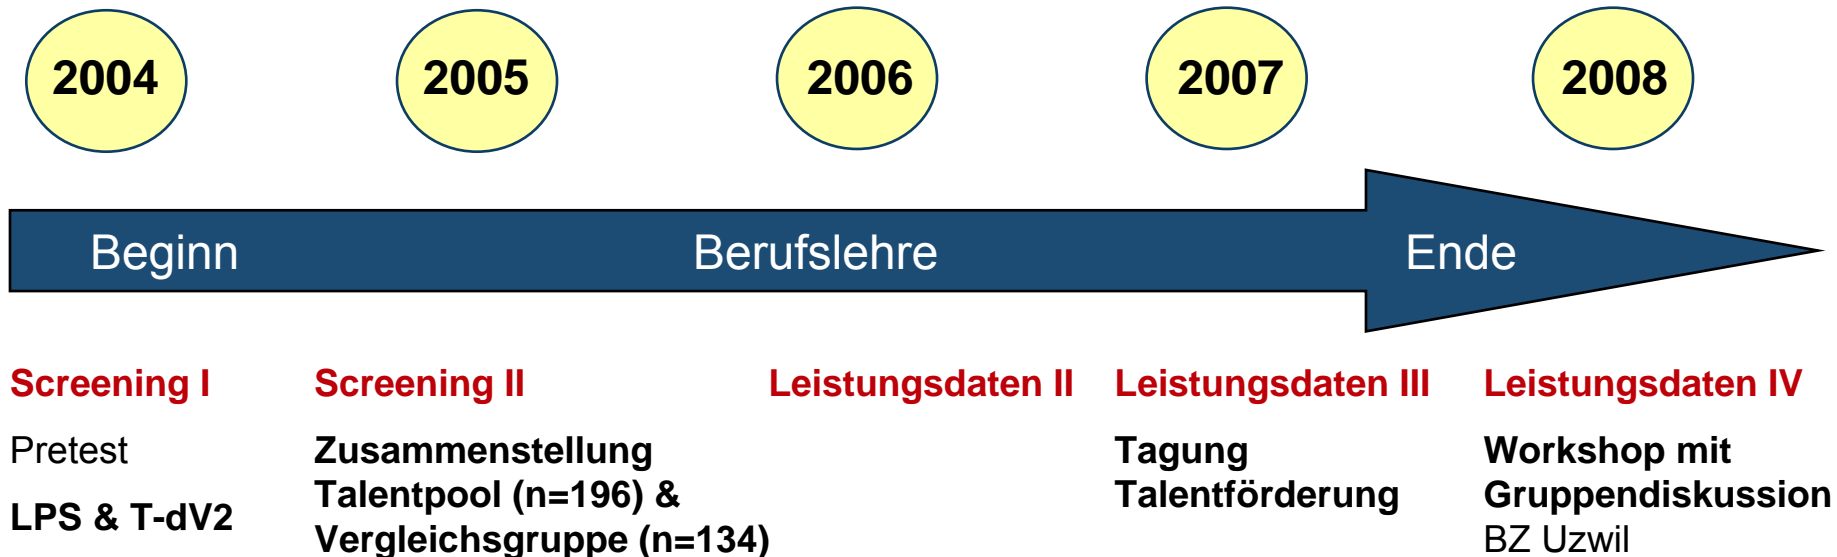 2004 2005 2006 2007 2008
Beginn Berufslehre Ende
Screening I
Pretest
LPS & T-dV2
Screening II
Zusammenstellung
Talentpool (n=196) &
Vergleichsgruppe (n=134)
Leistungsdaten II
Leistungsdaten III
Tagung
Talentförderung
Leistungsdaten IV
Workshop mit
Gruppendiskussion
BZ Uzwil